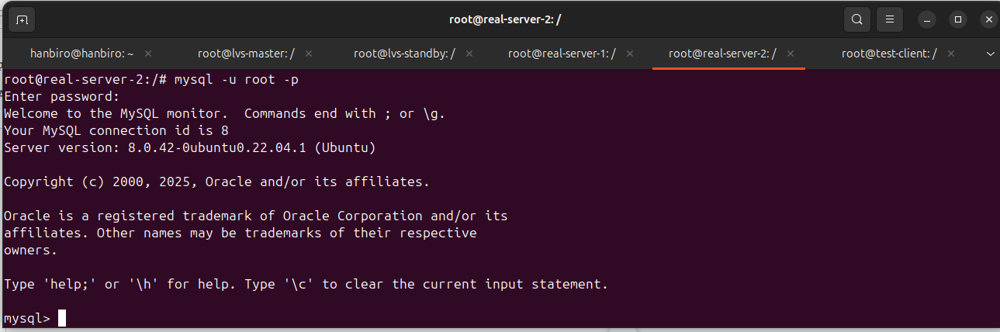 root@real-server-2: /
hanbiro@hanbiro: ~
root@lvs-master: /
root@lvs-standby: /
root@real-server-1: /
root@real-server-2: /
root@test-client: /
root@real-server-2:/# mysql -u root -p
Enter password:
Welcome to the MySQL monitor.  Commands end with ; or \g.
Your MySQL connection id is 8
Server version: 8.0.42-0ubuntu0.22.04.1 (Ubuntu)
Copyright (c) 2000, 2025, Oracle and/or its affiliates.
Oracle is a registered trademark of Oracle Corporation and/or its
affiliates. Other names may be trademarks of their respective
owners.
Type 'help;' or '\h' for help. Type '\c' to clear the current input statement.
mysql>